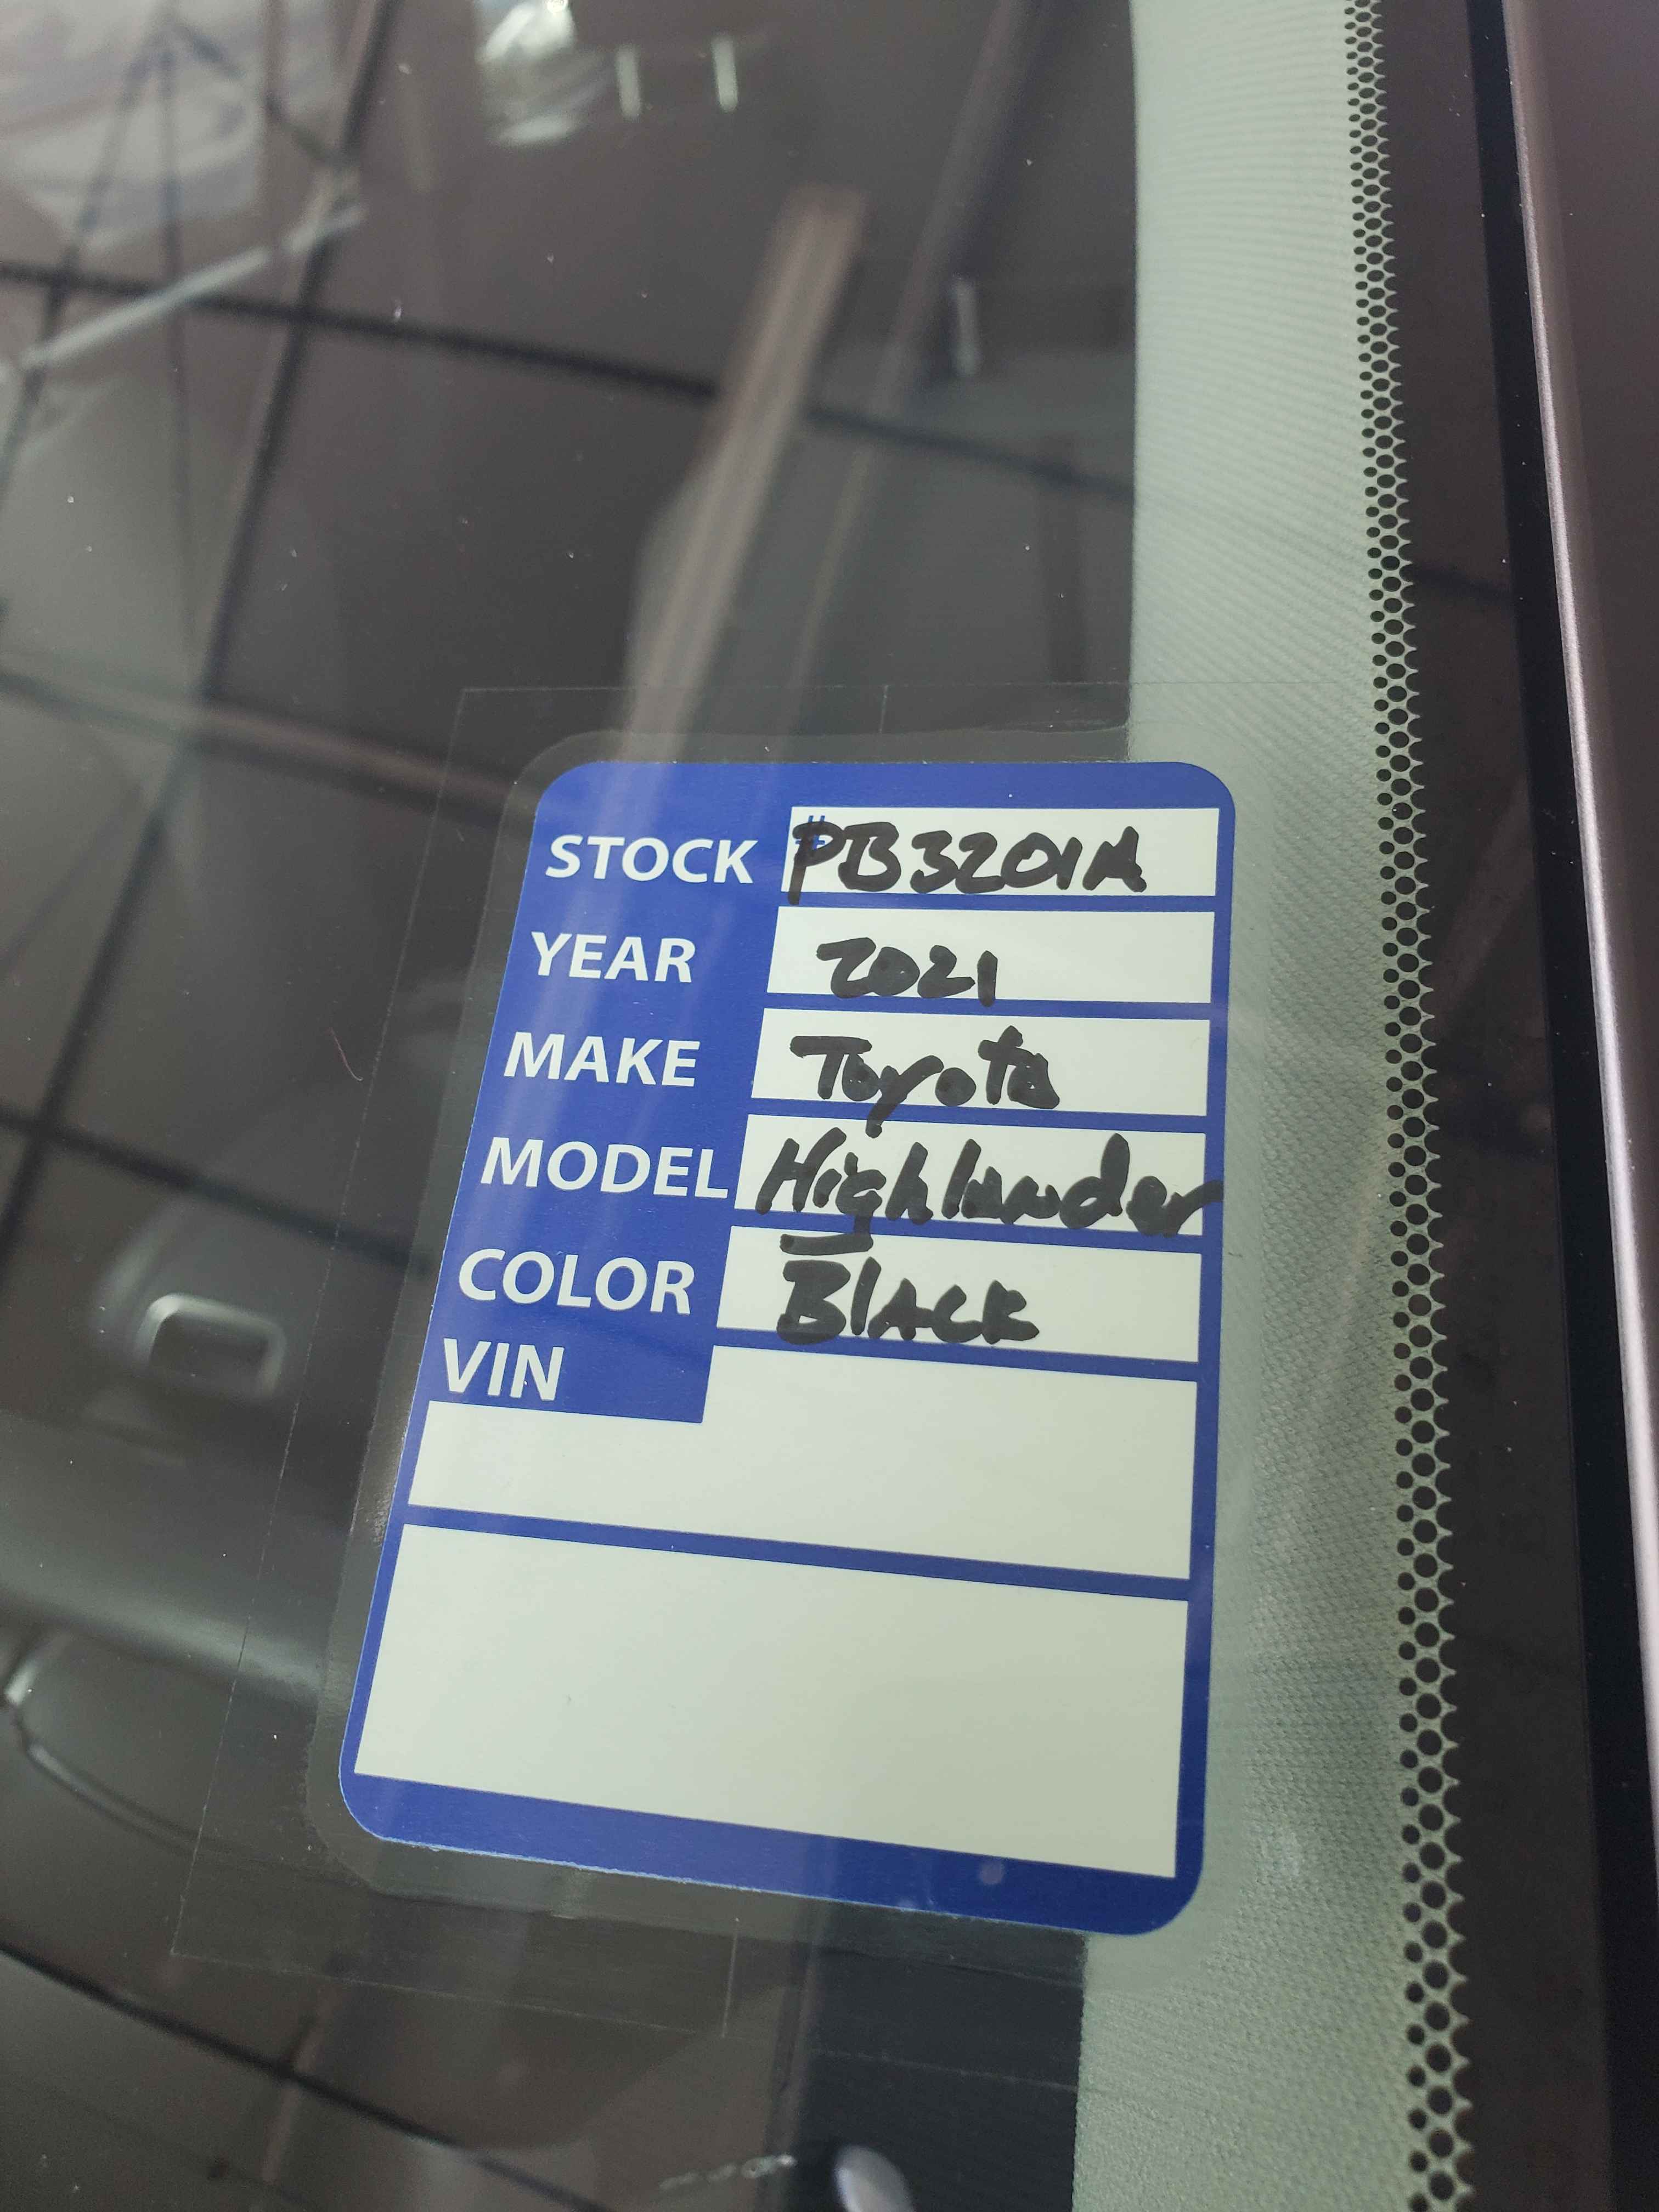 STOCK # PB3201A
YEAR 2021
MAKE Toyota
MODEL Highlander
COLOR Black
VIN